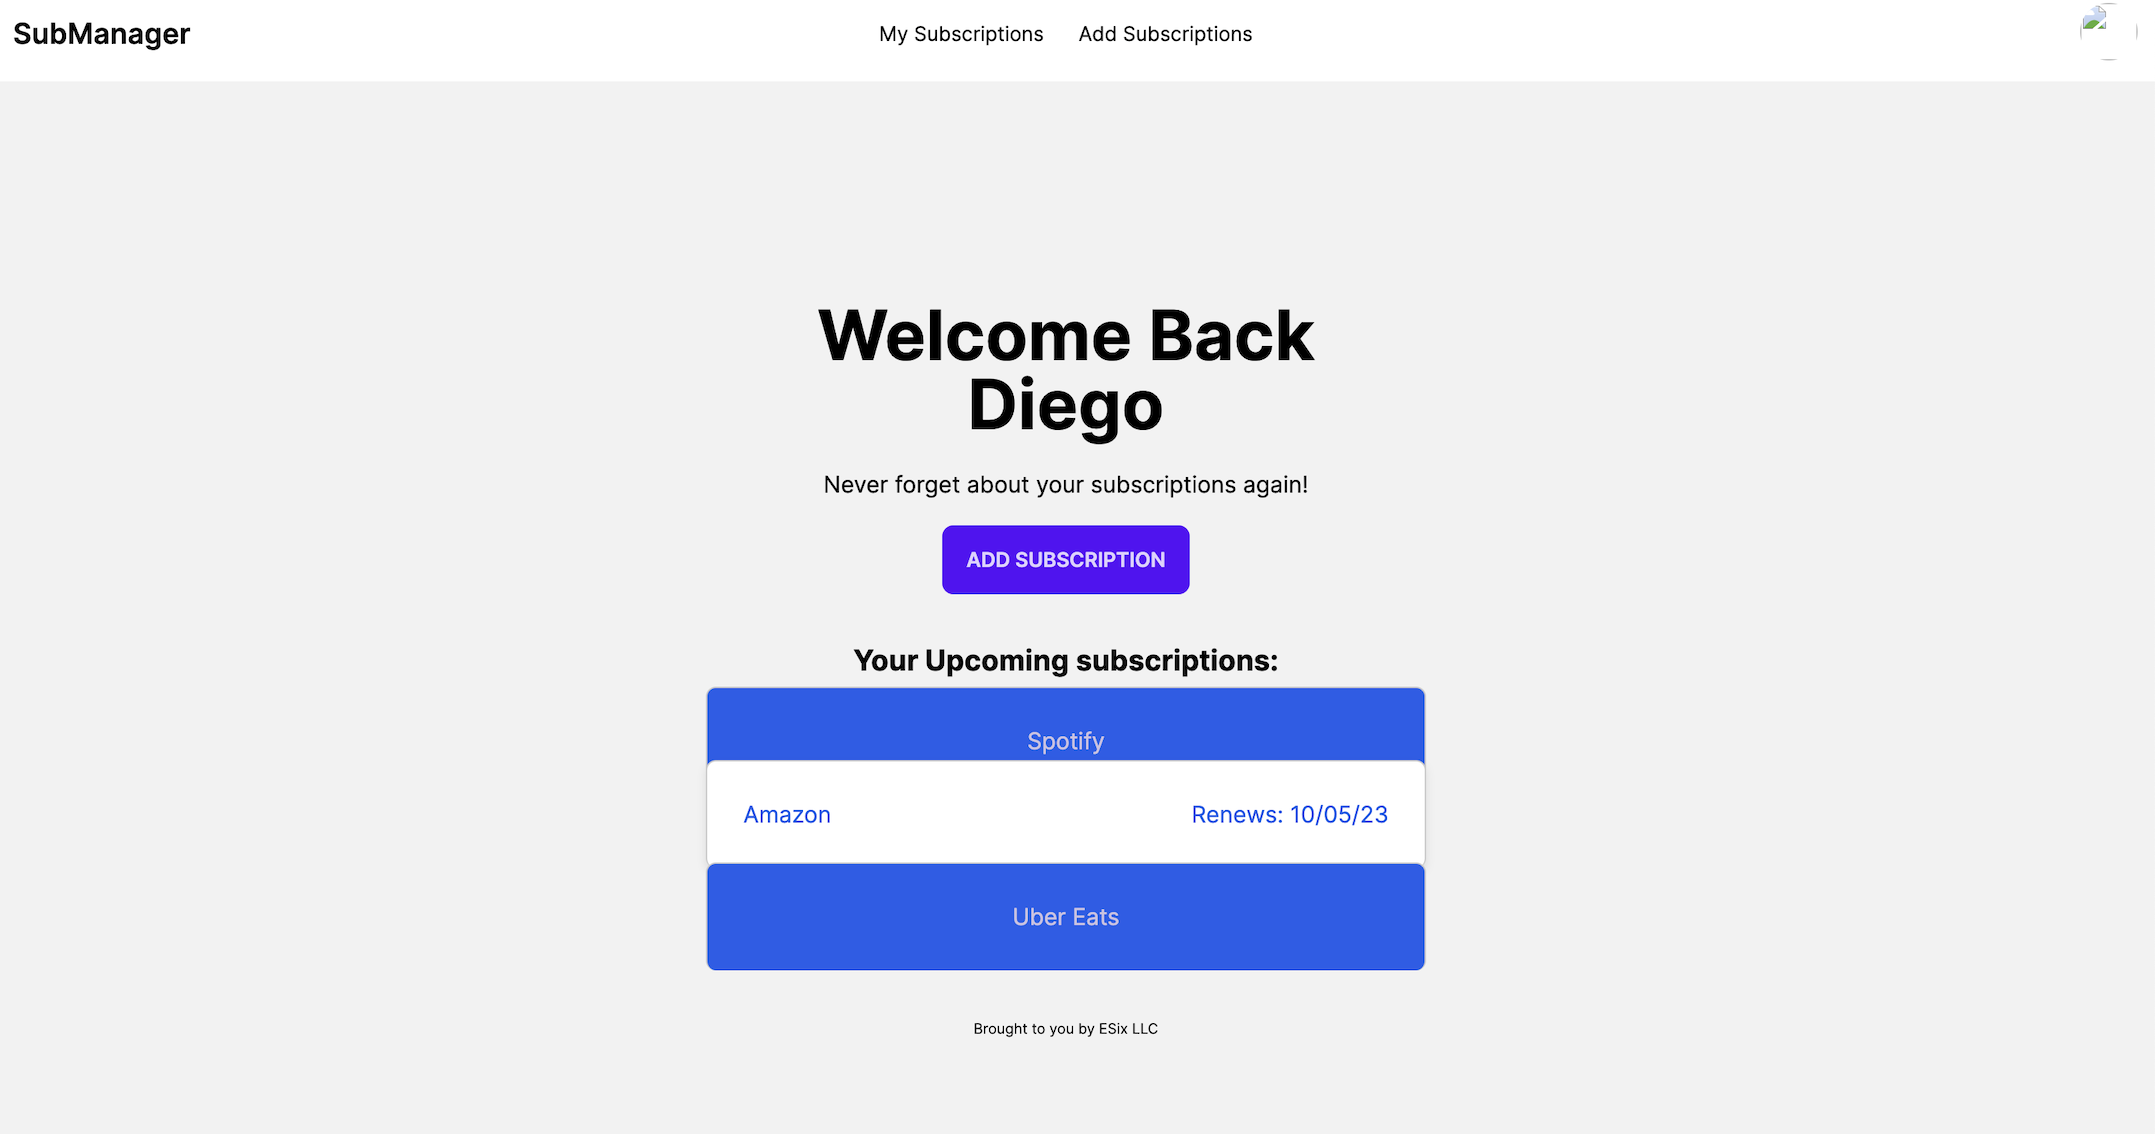 SubManager
My Subscriptions
Add Subscriptions
Welcome Back
Diego
Never forget about your subscriptions again!
ADD SUBSCRIPTION
Your Upcoming subscriptions:
Spotify
Amazon
Renews: 10/05/23
Uber Eats
Brought to you by ESix LLC